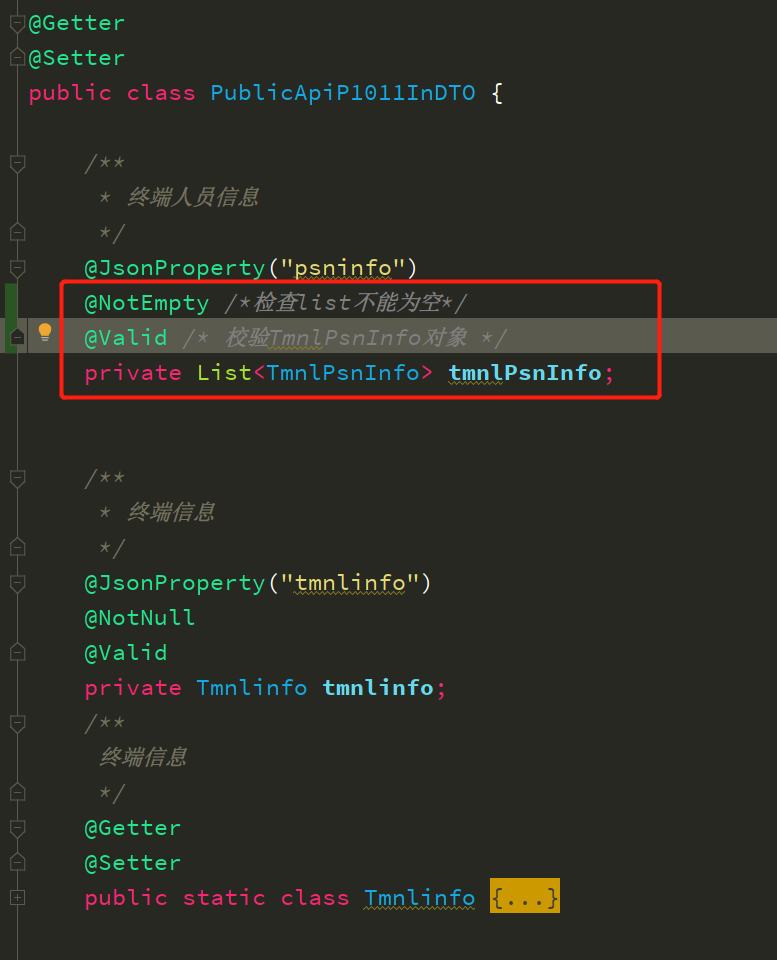 @Getter
@Setter
public class PublicApiP1011InDTO {
/**
* 终端人员信息
*/
@JsonProperty("psninfo")
@NotEmpty /*检查list不能为空*/
@Valid /* 校验TmnlPsnInfo对象 */
private List<TmnlPsnInfo> tmnlPsnInfo;
/**
* 终端信息
*/
@JsonProperty("tmnlinfo")
@NotNull
@Valid
private Tmnlinfo tmnlinfo;
/**
终端信息
*/
@Getter
@Setter
public static class Tmnlinfo {...}